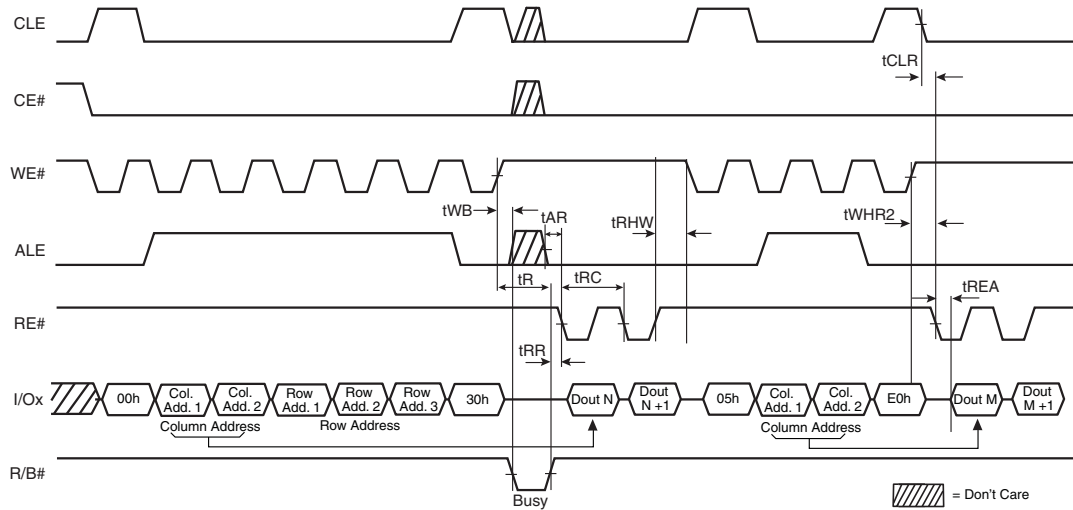 CLE
tCLR
CE#
WE#
tWB
tAR
tRHW
tWHR2
ALE
tR
tRC
tREA
RE#
tRR
I/Ox
00h
Col. Add. 1
Col. Add. 2
Row Add. 1
Row Add. 2
Row Add. 3
30h
Dout N
Dout N +1
05h
Col. Add. 1
Col. Add. 2
E0h
Dout M
Dout M +1
Column Address
Row Address
Column Address
R/B#
Busy
= Don't Care